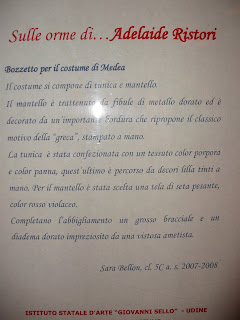 Sulle orme di...Adelaide Ristori
Bozzetto per il costume di Medea
Il costume si compone di tunica e mantello.
Il mantello è trattenuto da fibule di metallo dorato ed è
decorato da un'importante bordura che ripropone il classico
motivo della "greca", stampato a mano.
La tunica è stata confezionata con un tessuto color porpora
e color panna, quest'ultimo è percorso da decori lilla tinti a
mano. Per il mantello è stata scelta una tela di seta pesante,
color rosso violaceo.
Completano l'abbigliamento un grosso bracciale e un
diadema dorato impreziosito da una vistosa ametista.
Sara Bellon, cl. 5C a. s. 2007-2008
ISTITUTO STATALE D'ARTE "GIOVANNI SELLO" - UDINE